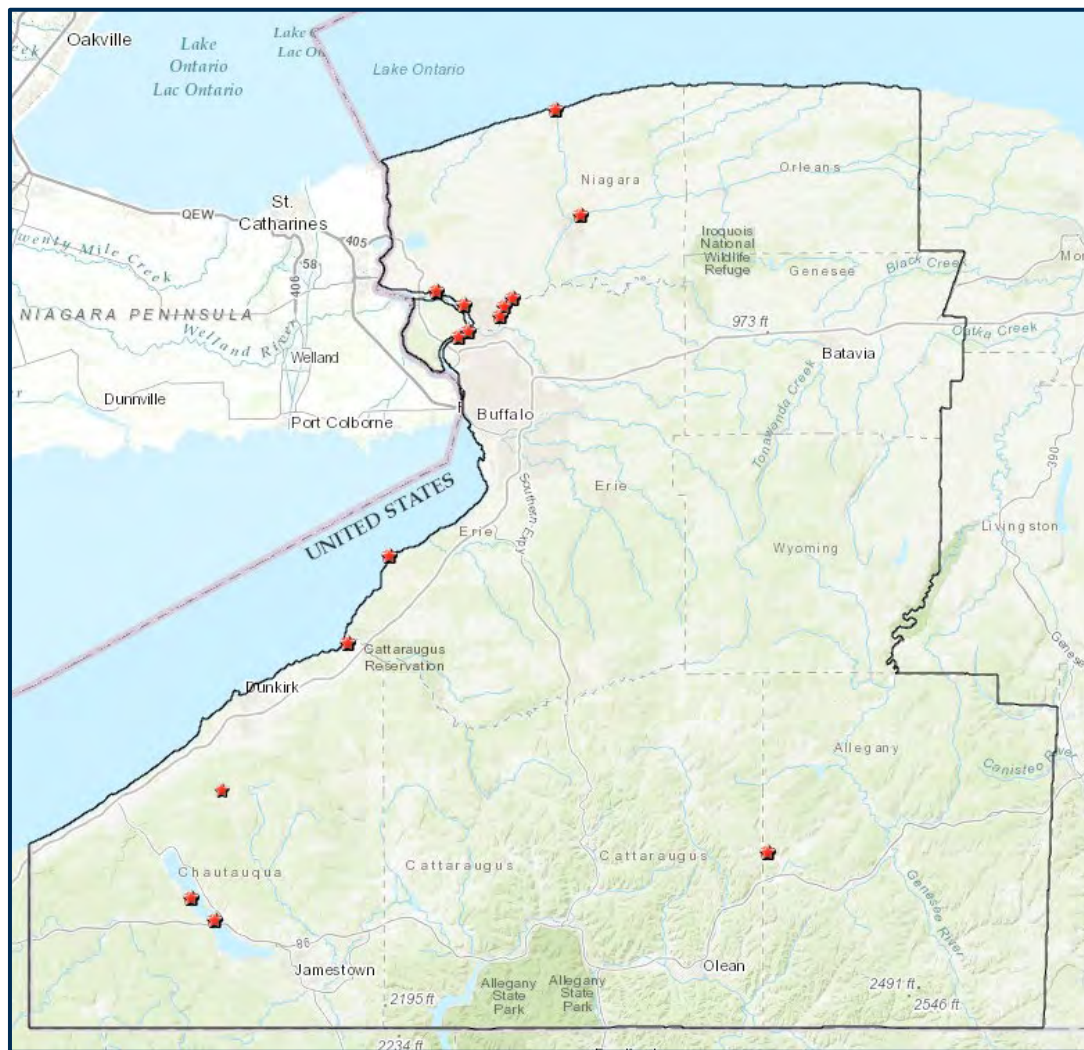 Oakville
Lake
Ontario
Lac Ontario
Lake
Lac
Lake Ontario
Niagara
Orleans
St.
Catharines
QEW
405
Twenty Mile Creek
58
406
Iroquois
National
Wildlife
Refuge
Genesee
Black Creek
NIAGARA PENINSULA
Welland River
Welland
973 ft
Oatka Creek
Batavia
Dunnville
Port Colborne
Buffalo
Tonawanda Creek
390
UNITED STATES
Southern Expy
Erie
Erie
Wyoming
Livingston
Cattaraugus
Reservation
Dunkirk
Allegany
Canisteo River
Chautauqua
Cattaraugus
Cattaraugus
Genesee River
86
Jamestown
Olean
Allegany
State
Park
Allegany
State
Park
2195 ft
2491 ft
2546 ft
2234 ft